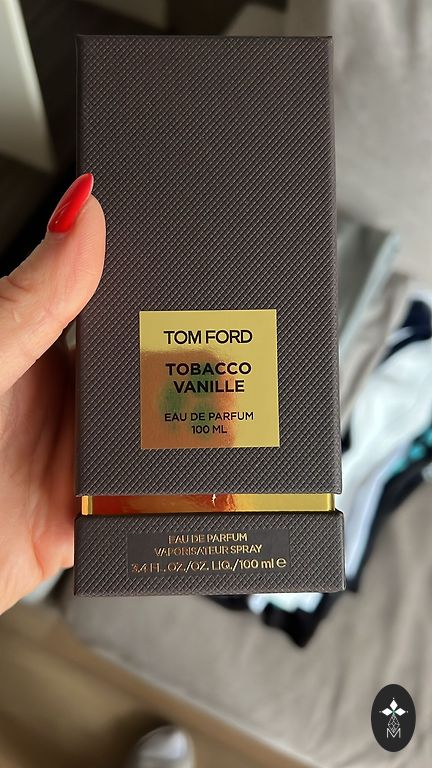 TOM FORD
TOBACCO
VANILLE
EAU DE PARFUM
100 ML
EAU DE PARFUM
VAPORISATEUR SPRAY
3.4 FL. OZ./OZ. LIQ./100 ml e
M